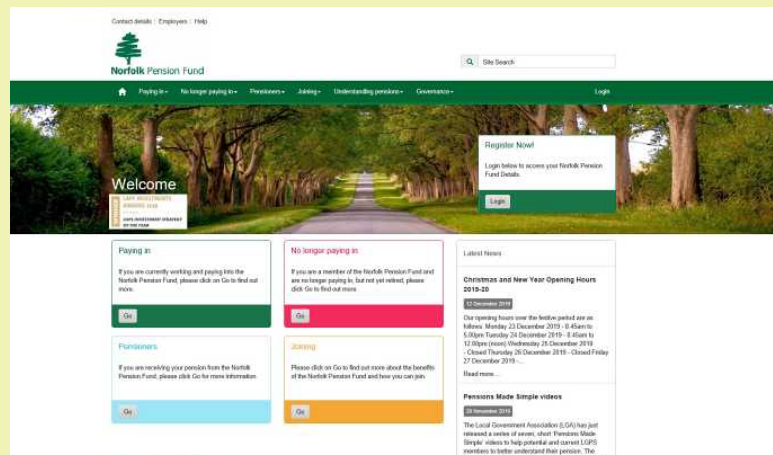 Contact details | Employers | Help
Norfolk Pension Fund
Site Search
Paying in
No longer paying in
Pensioners
Joining
Understanding pensions
Governance
Login
Welcome
LGPS INVESTMENTS
AWARDS 2018
LGPS INVESTMENT STRATEGY
OF THE YEAR
Register Now!
Login below to access your Norfolk Pension
Fund Details.
Login
Paying in
If you are currently working and paying into the
Norfolk Pension Fund, please click on Go to find out
more.
Go
No longer paying in
If you are a member of the Norfolk Pension Fund and
are no longer paying in, but not yet retired, please
click Go to find out more.
Go
Pensioners
If you are receiving your pension from the Norfolk
Pension Fund, please click Go for more information.
Go
Joining
Please click on Go to find out more about the benefits
of the Norfolk Pension Fund and how you can join.
Go
Latest News
Christmas and New Year Opening Hours
2019-20
12 December 2019
Our opening hours over the festive period are as
follows: Monday 23 December 2019 - 8.45am to
5.00pm Tuesday 24 December 2019 - 8.45am to
12.00pm (noon) Wednesday 25 December 2019
- Closed Thursday 26 December 2019 - Closed Friday
27 December 2019 -...
Read more ...
Pensions Made Simple videos
28 November 2019
The Local Government Association (LGA) has just
released a series of seven, short 'Pensions Made
Simple' videos to help potential and current LGPS
members to better understand their pension. The